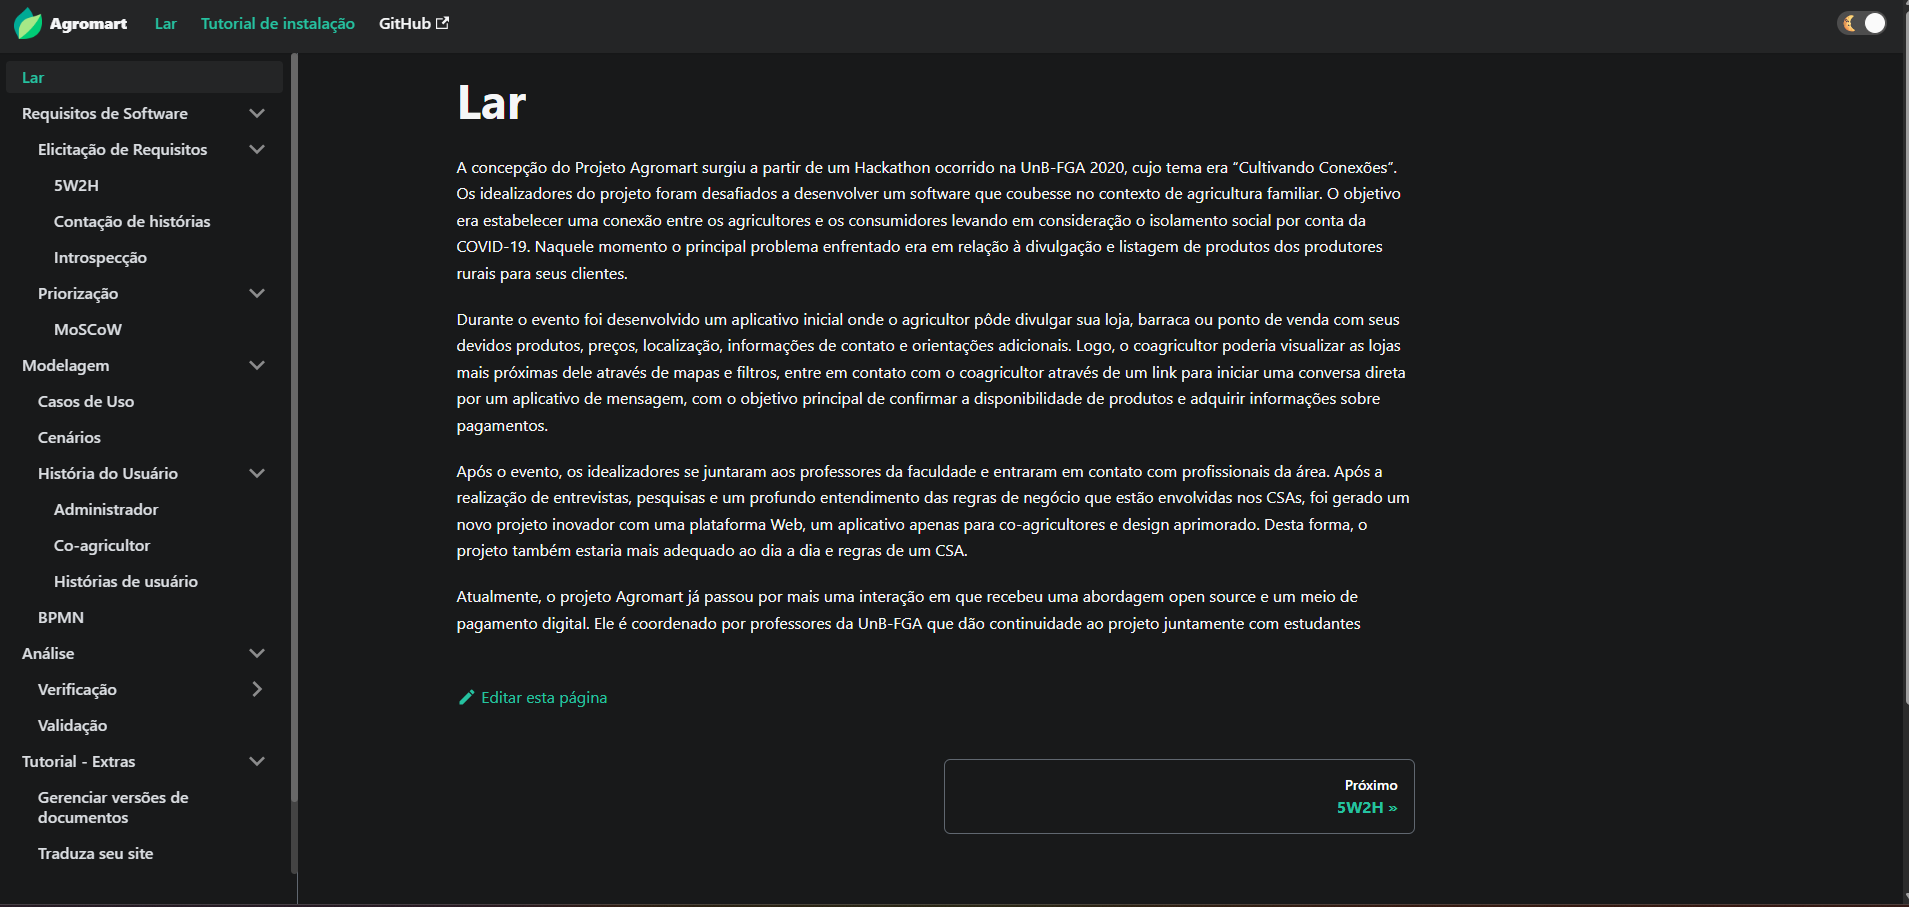 Agromart
Lar
Tutorial de instalação
GitHub
Lar
Requisitos de Software
Elicitação de Requisitos
5W2H
Contação de histórias
Introspecção
Priorização
MoSCoW
Modelagem
Casos de Uso
Cenários
História do Usuário
Administrador
Co-agricultor
Histórias de usuário
BPMN
Análise
Verificação
Validação
Tutorial - Extras
Gerenciar versões de
documentos
Traduza seu site
Lar
A concepção do Projeto Agromart surgiu a partir de um Hackathon ocorrido na UnB-FGA 2020, cujo tema era “Cultivando Conexões”.
Os idealizadores do projeto foram desafiados a desenvolver um software que coubesse no contexto de agricultura familiar. O objetivo
era estabelecer uma conexão entre os agricultores e os consumidores levando em consideração o isolamento social por conta da
COVID-19. Naquele momento o principal problema enfrentado era em relação à divulgação e listagem de produtos dos produtores
rurais para seus clientes.
Durante o evento foi desenvolvido um aplicativo inicial onde o agricultor pôde divulgar sua loja, barraca ou ponto de venda com seus
devidos produtos, preços, localização, informações de contato e orientações adicionais. Logo, o coagricultor poderia visualizar as lojas
mais próximas dele através de mapas e filtros, entre em contato com o coagricultor através de um link para iniciar uma conversa direta
por um aplicativo de mensagem, com o objetivo principal de confirmar a disponibilidade de produtos e adquirir informações sobre
pagamentos.
Após o evento, os idealizadores se juntaram aos professores da faculdade e entraram em contato com profissionais da área. Após a
realização de entrevistas, pesquisas e um profundo entendimento das regras de negócio que estão envolvidas nos CSAs, foi gerado um
novo projeto inovador com uma plataforma Web, um aplicativo apenas para co-agricultores e design aprimorado. Desta forma, o
projeto também estaria mais adequado ao dia a dia e regras de um CSA.
Atualmente, o projeto Agromart já passou por mais uma interação em que recebeu uma abordagem open source e um meio de
pagamento digital. Ele é coordenado por professores da UnB-FGA que dão continuidade ao projeto juntamente com estudantes
Editar esta página
Próximo
5W2H »